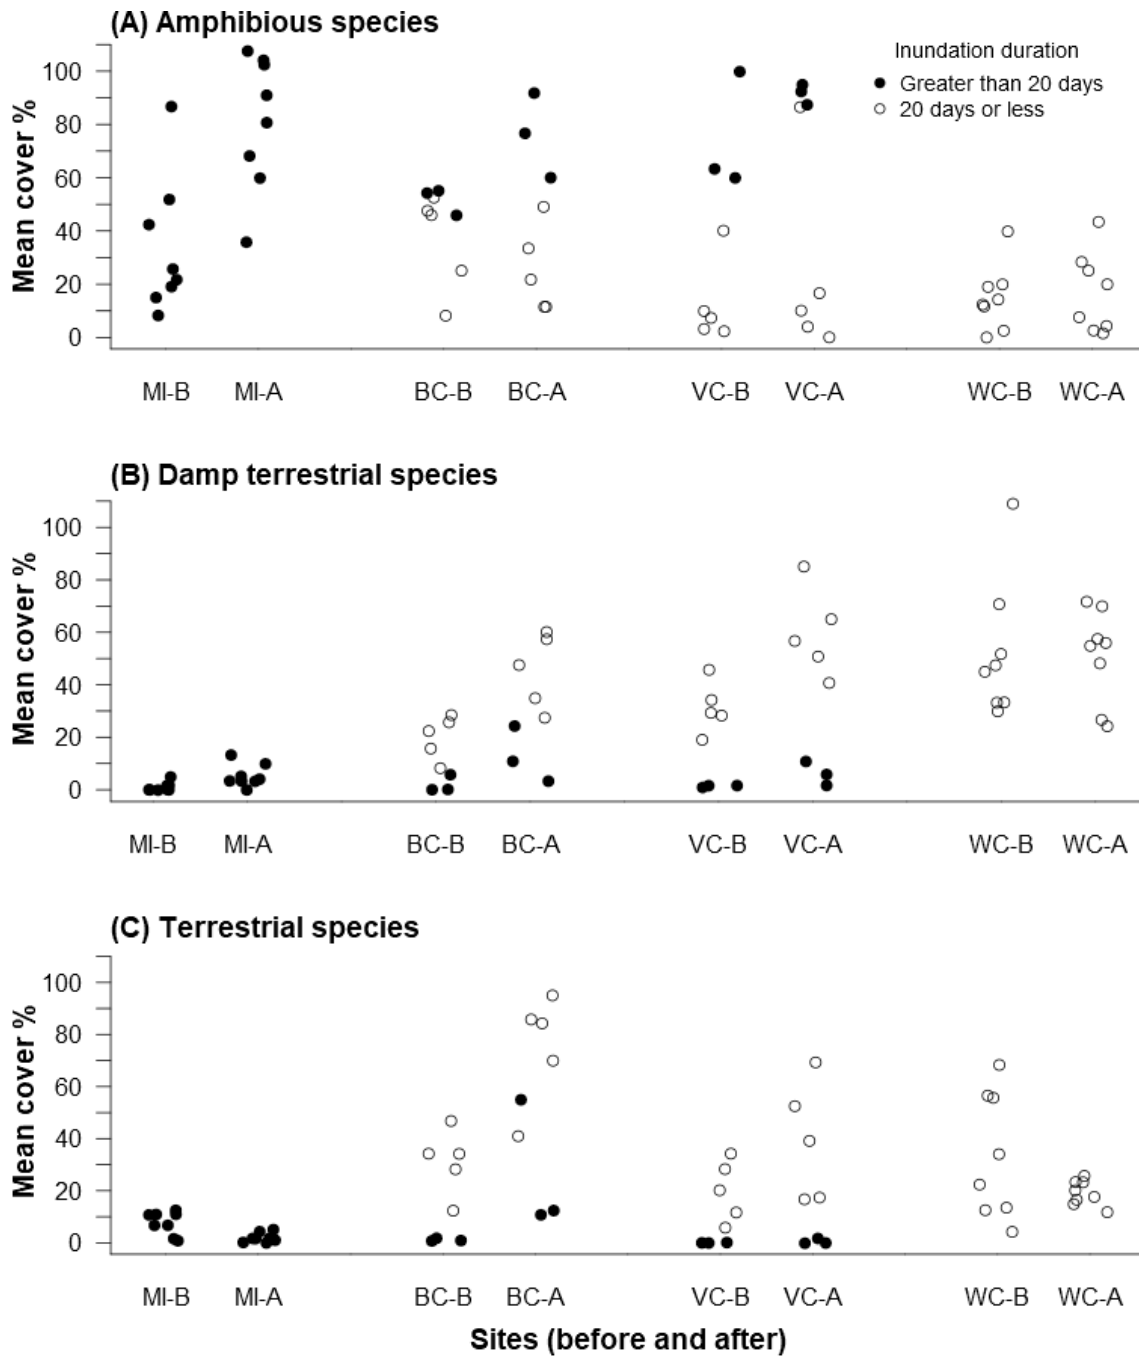 (A) Amphibious species
Inundation duration
Greater than 20 days
20 days or less
Mean cover %
100
80
60
40
20
0
MI-B MI-A BC-B BC-A VC-B VC-A WC-B WC-A
(B) Damp terrestrial species
Mean cover %
100
80
60
40
20
0
MI-B MI-A BC-B BC-A VC-B VC-A WC-B WC-A
(C) Terrestrial species
Mean cover %
100
80
60
40
20
0
MI-B MI-A BC-B BC-A VC-B VC-A WC-B WC-A
Sites (before and after)